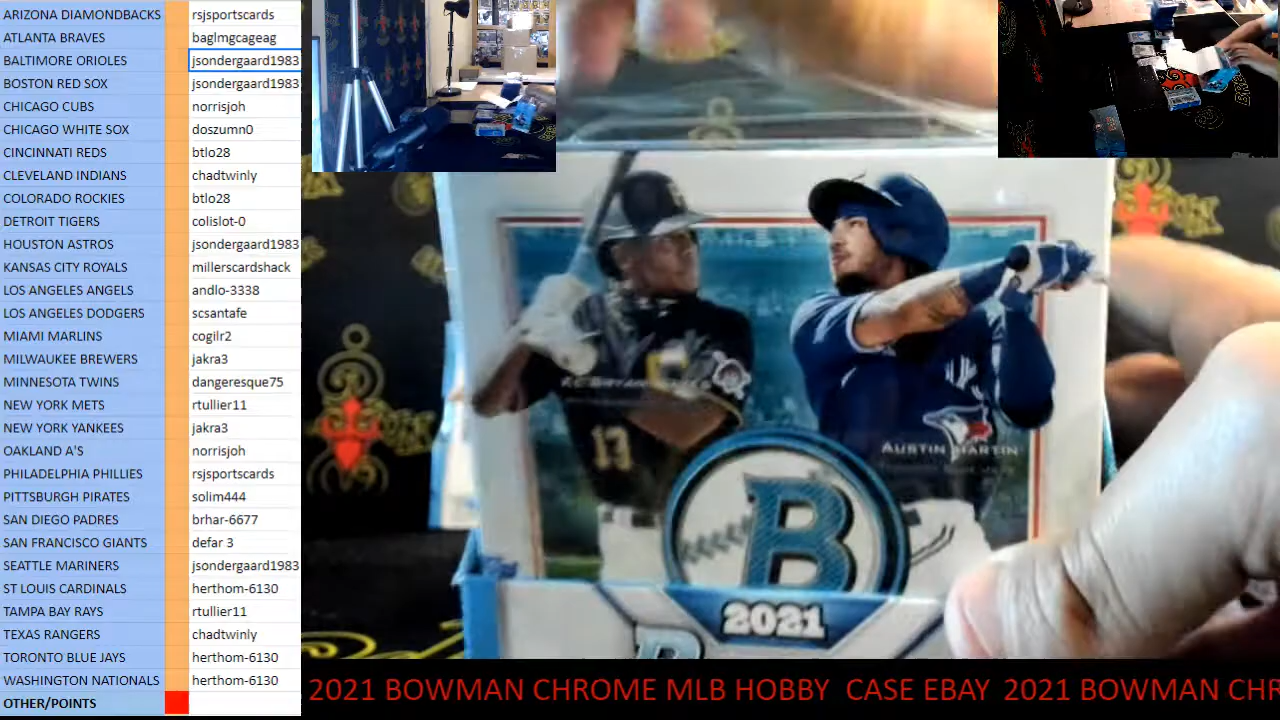 ARIZONA DIAMONDBACKS rsjsportscards
ATLANTA BRAVES baglmgcageag
BALTIMORE ORIOLES jsondergaard1983
BOSTON RED SOX jsondergaard1983
CHICAGO CUBS norrisjoh
CHICAGO WHITE SOX doszumn0
CINCINNATI REDS btlo28
CLEVELAND INDIANS chadtwinly
COLORADO ROCKIES btlo28
DETROIT TIGERS colislot-0
HOUSTON ASTROS jsondergaard1983
KANSAS CITY ROYALS millerscardshack
LOS ANGELES ANGELS andlo-3338
LOS ANGELES DODGERS scsantafe
MIAMI MARLINS cogilr2
MILWAUKEE BREWERS jakra3
MINNESOTA TWINS dangeresque75
NEW YORK METS rtullier11
NEW YORK YANKEES jakra3
OAKLAND A'S norrisjoh
PHILADELPHIA PHILLIES rsjsportscards
PITTSBURGH PIRATES solim444
SAN DIEGO PADRES brhar-6677
SAN FRANCISCO GIANTS defar 3
SEATTLE MARINERS jsondergaard1983
ST LOUIS CARDINALS herthom-6130
TAMPA BAY RAYS rtullier11
TEXAS RANGERS chadtwinly
TORONTO BLUE JAYS herthom-6130
WASHINGTON NATIONALS herthom-6130
OTHER/POINTS
13
AUSTIN MARTIN
B
2021
2021 BOWMAN CHROME MLB HOBBY CASE EBAY 2021 BOWMAN CHR